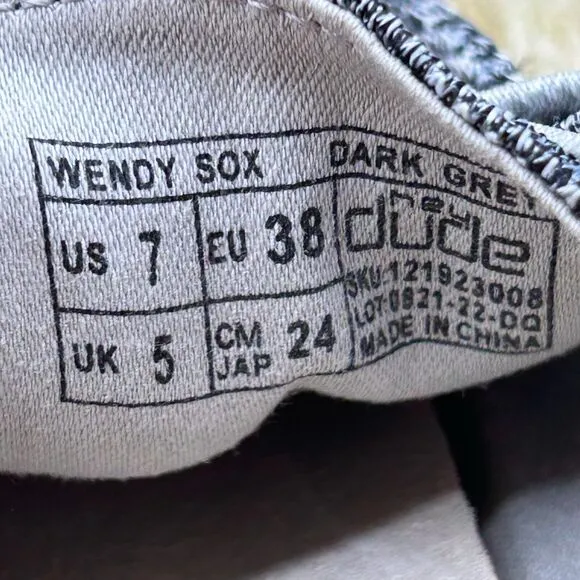 WENDY SOX DARK GREY
US 7 EU 38
hey dude
SKU:121923008
LOT:0821-22-DQ
MADE IN CHINA
UK 5 CM JAP 24